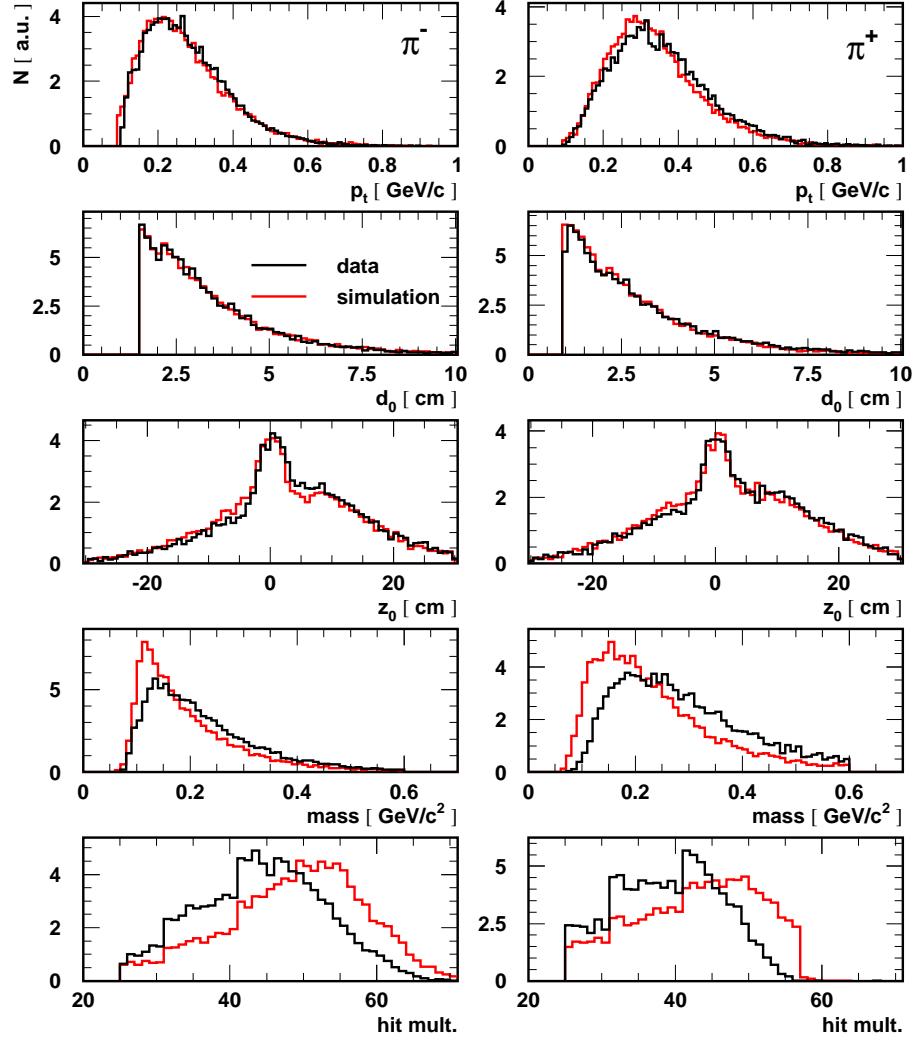 N [ a.u. ]
π⁻
π⁺
4
2
0
0 0.2 0.4 0.6 0.8 1
4
2
0
0.2 0.4 0.6 0.8 1
pₜ [ GeV/c ]
pₜ [ GeV/c ]
5
2.5
0
data
simulation
0 2.5 5 7.5 10
5
2.5
0
0 2.5 5 7.5 10
d₀ [ cm ]
d₀ [ cm ]
4
2
0
-20 0 20
4
2
0
-20 0 20
z₀ [ cm ]
z₀ [ cm ]
5
0
0 0.2 0.4 0.6
4
2
0
0 0.2 0.4 0.6
mass [ GeV/c² ]
mass [ GeV/c² ]
4
2
0
20 40 60
5
2.5
0
20 40 60
hit mult.
hit mult.